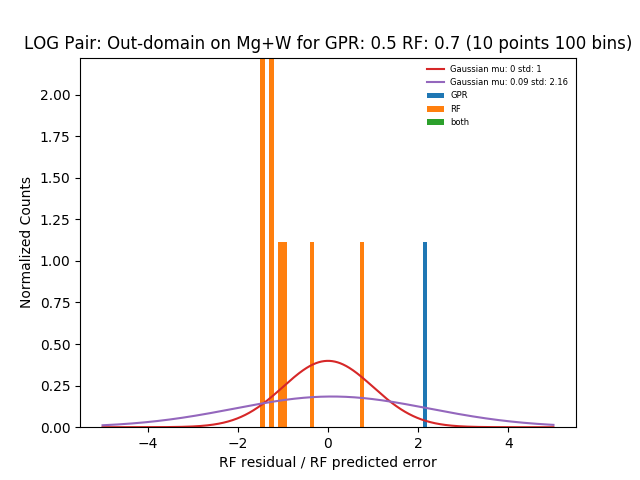 LOG Pair: Out-domain on Mg+W for GPR: 0.5 RF: 0.7 (10 points 100 bins)
Gaussian mu: 0 std: 1
Gaussian mu: 0.09 std: 2.16
GPR
RF
both
2.00
1.75
1.50
1.25
1.00
0.75
0.50
0.25
0.00
Normalized Counts
−4 −2 0 2 4
RF residual / RF predicted error